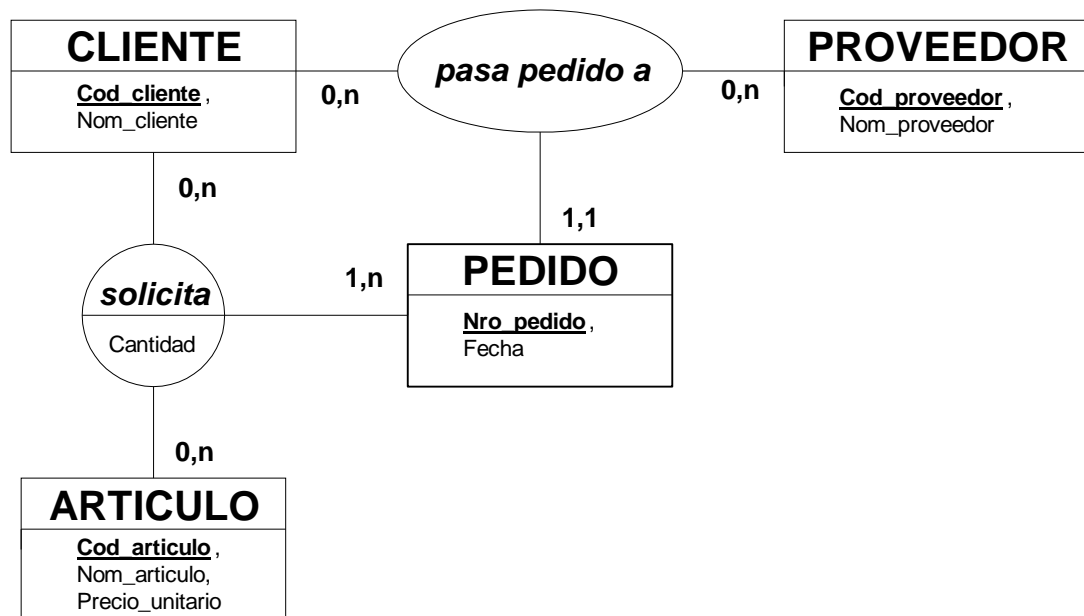 CLIENTE
Cod_cliente ,
Nom_cliente
0,n
pasa pedido a
0,n
PROVEEDOR
Cod_proveedor ,
Nom_proveedor
0,n
1,1
solicita
Cantidad
1,n
PEDIDO
Nro_pedido ,
Fecha
0,n
ARTICULO
Cod_articulo ,
Nom_articulo,
Precio_unitario